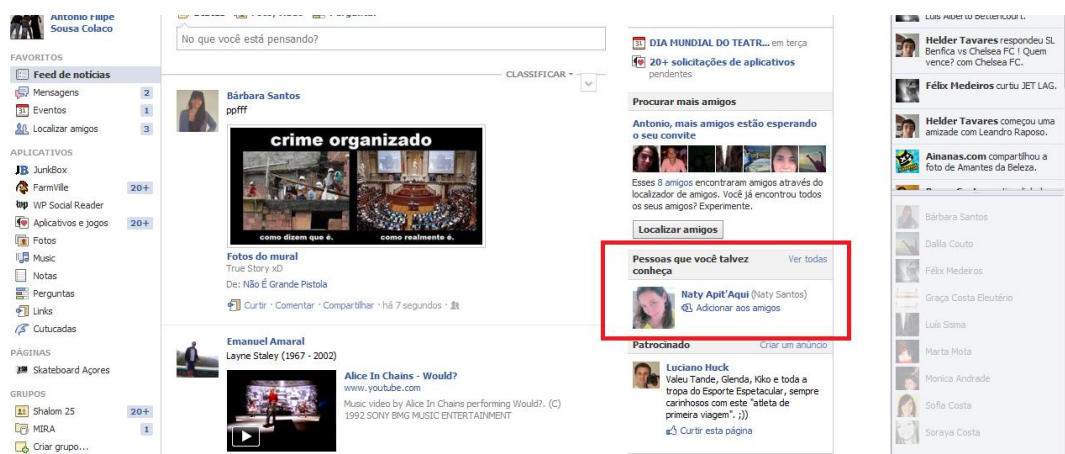 Antonio Filipe
Sousa Colaco
FAVORITOS
Feed de notícias
Mensagens 2
Eventos 1
Localizar amigos 3
APLICATIVOS
JunkBox
FarmVille 20+
WP Social Reader
Aplicativos e jogos 20+
Fotos
Music
Notas
Perguntas
Links
Cutucadas
PÁGINAS
Skateboard Açores
GRUPOS
Shalom 25 20+
MIRA 1
Criar grupo...
No que você está pensando?
CLASSIFICAR
Bárbara Santos
ppfff
crime organizado
como dizem que é. como realmente é.
Fotos do mural
True Story xD
De: Não É Grande Pistola
Curtir · Comentar · Compartilhar · há 7 segundos ·
Emanuel Amaral
Layne Staley (1967 - 2002)
Alice In Chains - Would?
www.youtube.com
Music video by Alice In Chains performing Would?. (C)
1992 SONY BMG MUSIC ENTERTAINMENT
31 DIA MUNDIAL DO TEATR... em terça
20+ solicitações de aplicativos
pendentes
Procurar mais amigos
Antonio, mais amigos estão esperando
o seu convite
Esses 8 amigos encontraram amigos através do
localizador de amigos. Você já encontrou todos
os seus amigos? Experimente.
Localizar amigos
Pessoas que você talvez Ver todas
conheça
Naty Apit'Aqui (Naty Santos)
Adicionar aos amigos
Patrocinado Criar um anúncio
Luciano Huck
Valeu Tande, Glenda, Kiko e toda a
tropa do Esporte Espetacular, sempre
carinhosos com este "atleta de
primeira viagem". ;))
Curtir esta página
Luis Alberto Bettencourt.
Helder Tavares respondeu SL
Benfica vs Chelsea FC ! Quem
vence? com Chelsea FC.
Félix Medeiros curtiu JET LAG.
Helder Tavares começou uma
amizade com Leandro Raposo.
Ainanas.com compartilhou a
foto de Amantes da Beleza.
Bárbara Santos
Dalila Couto
Félix Medeiros
Graça Costa Eleutério
Luís Sisma
Marta Mota
Monica Andrade
Sofia Costa
Soraya Costa